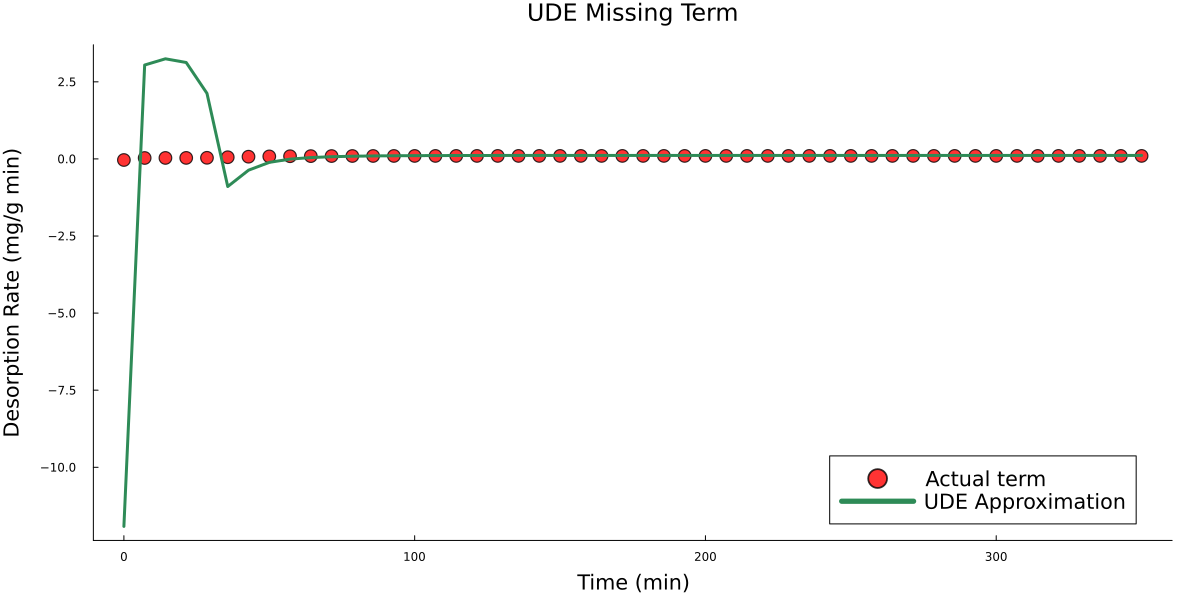 UDE Missing Term
Desorption Rate (mg/g min)
2.5
0.0
−2.5
−5.0
−7.5
−10.0
Actual term
UDE Approximation
0
100
200
300
Time (min)